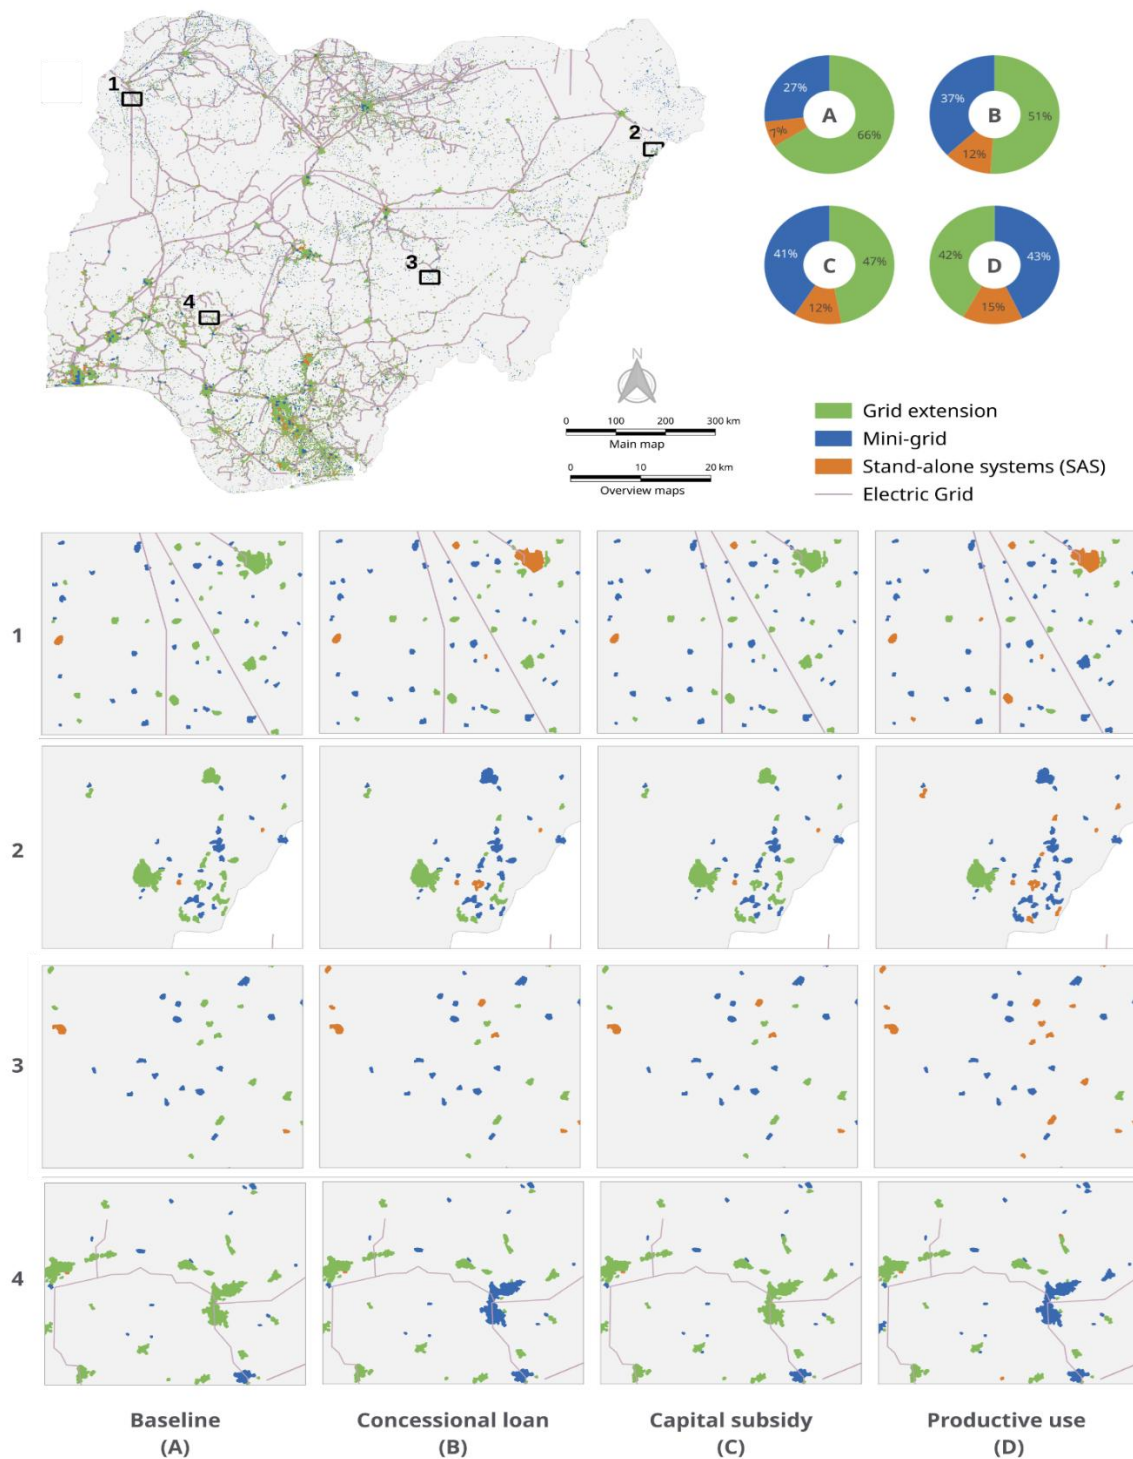 1
2
3
4
27%
7%
A
66%
37%
12%
B
51%
41%
12%
C
47%
42%
15%
D
43%
N
0 100 200 300 km
Main map
0 10 20 km
Overview maps
Grid extension
Mini-grid
Stand-alone systems (SAS)
Electric Grid
1
2
3
4
Baseline
(A)
Concessional loan
(B)
Capital subsidy
(C)
Productive use
(D)